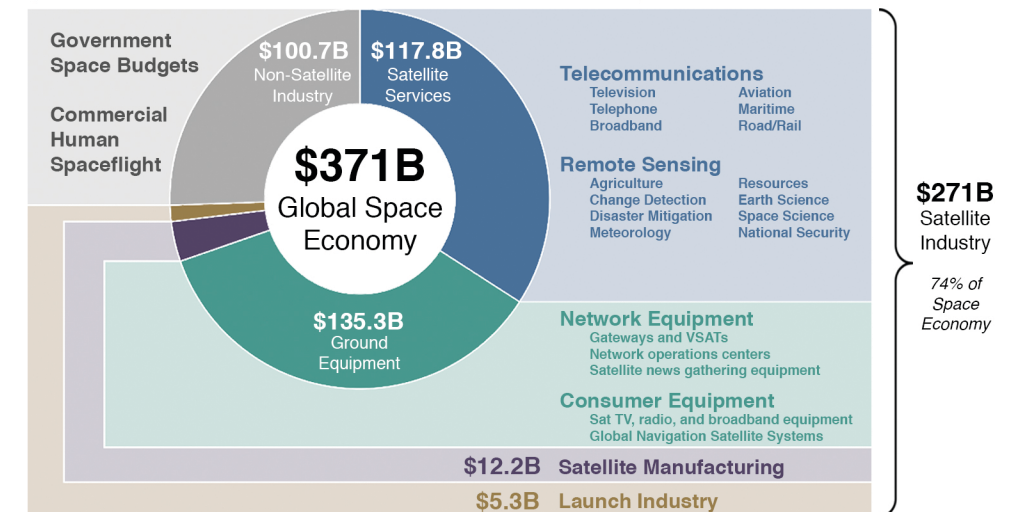 Government
Space Budgets
Commercial
Human
Spaceflight
$100.7B
Non-Satellite
Industry
$117.8B
Satellite
Services
$371B
Global Space
Economy
$135.3B
Ground
Equipment
Telecommunications
Television
Telephone
Broadband
Aviation
Maritime
Road/Rail
Remote Sensing
Agriculture
Change Detection
Disaster Mitigation
Meteorology
Resources
Earth Science
Space Science
National Security
Network Equipment
Gateways and VSATs
Network operations centers
Satellite news gathering equipment
Consumer Equipment
Sat TV, radio, and broadband equipment
Global Navigation Satellite Systems
$12.2B Satellite Manufacturing
$5.3B Launch Industry
$271B
Satellite
Industry
74% of
Space
Economy